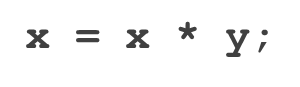 x = x * y;